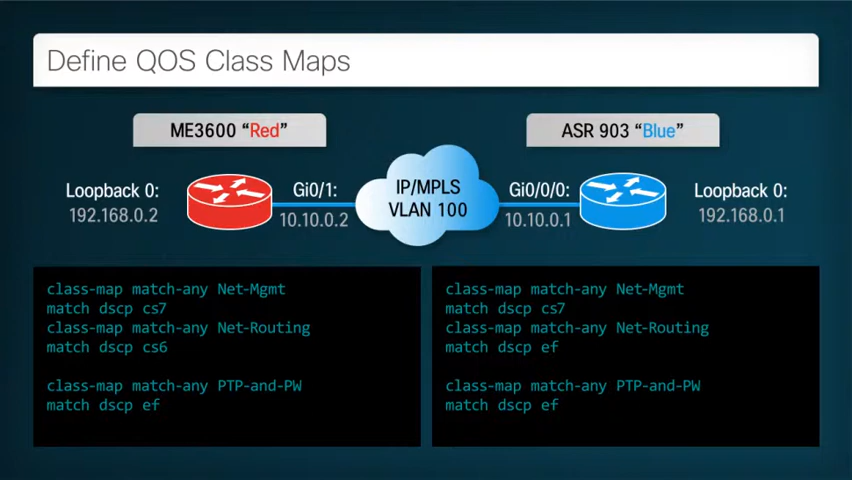 Define QOS Class Maps
ME3600 “Red”
ASR 903 “Blue”
Loopback 0:
192.168.0.2
Gi0/1:
10.10.0.2
IP/MPLS
VLAN 100
Gi0/0/0:
10.10.0.1
Loopback 0:
192.168.0.1
class-map match-any Net-Mgmt
match dscp cs7
class-map match-any Net-Routing
match dscp cs6
class-map match-any PTP-and-PW
match dscp ef
class-map match-any Net-Mgmt
match dscp cs7
class-map match-any Net-Routing
match dscp ef
class-map match-any PTP-and-PW
match dscp ef